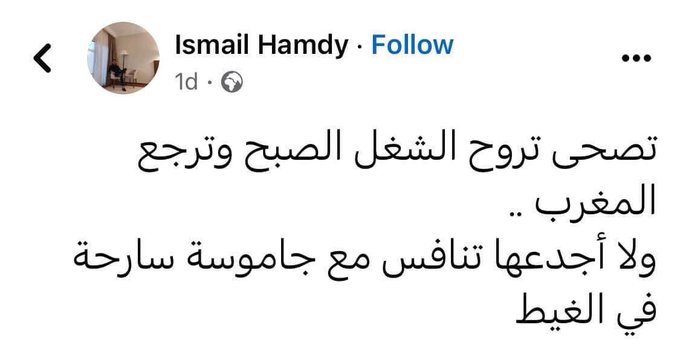 Ismail Hamdy · Follow
1d ·
تصحى تروح الشغل الصبح وترجع
المغرب ..
ولا أجدعها تنافس مع جاموسة سارحة
في الغيط